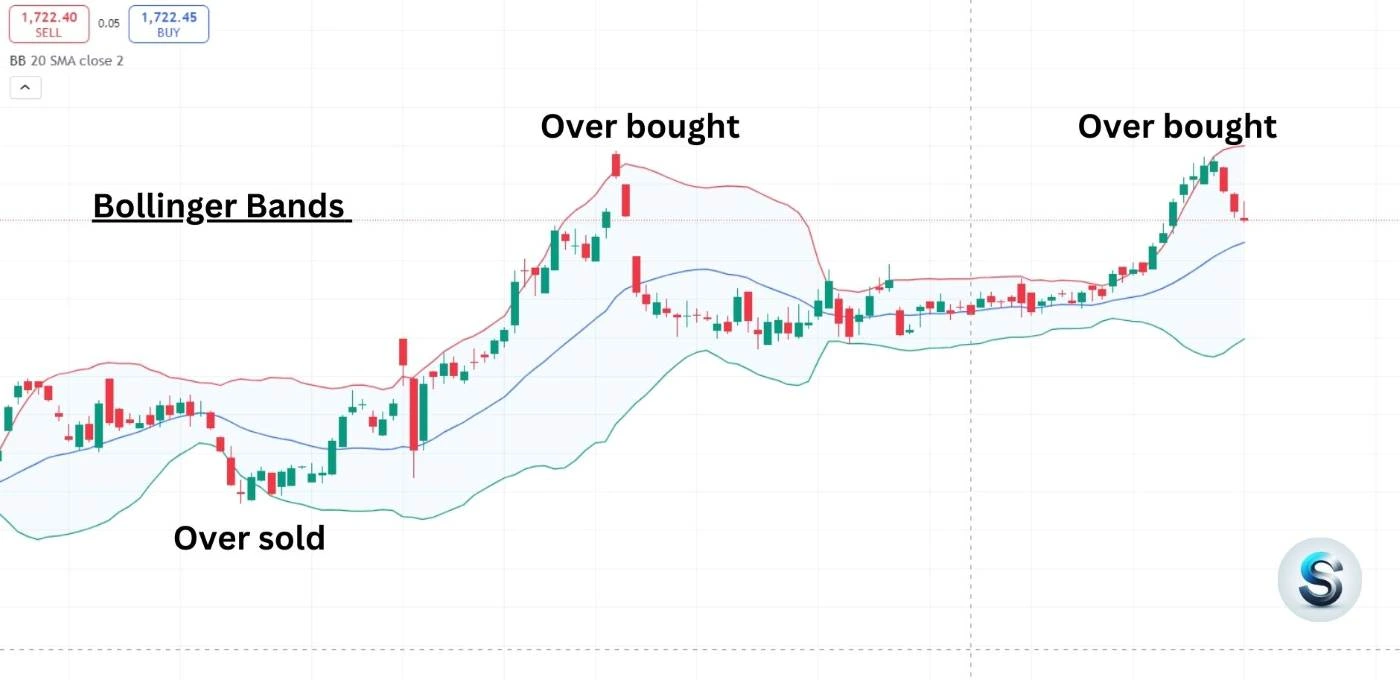 1,722.40 0.05 1,722.45
SELL BUY
BB 20 SMA close 2
Over bought Over bought
Bollinger Bands
Over sold
S